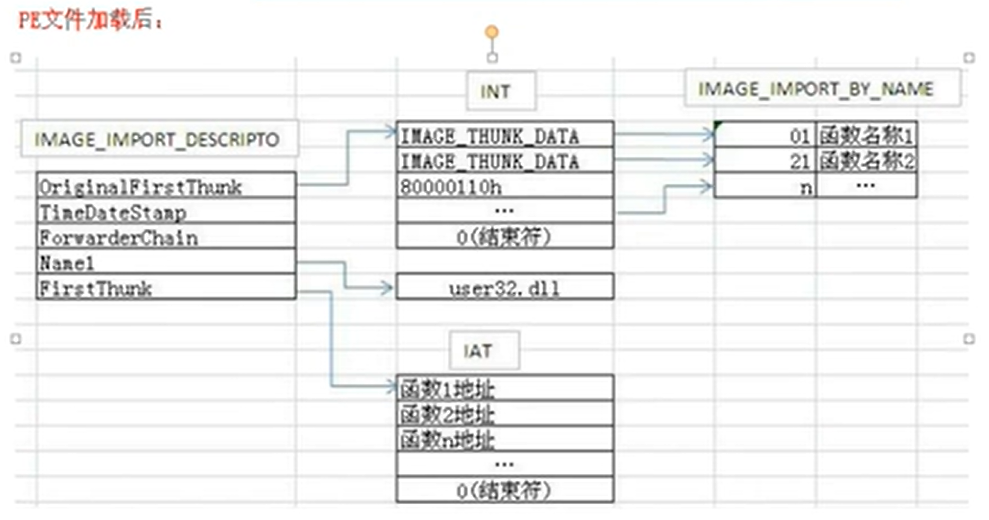 PE文件加载后：
INT
IMAGE_IMPORT_BY_NAME
IMAGE_IMPORT_DESCRIPTO
IMAGE_THUNK_DATA
IMAGE_THUNK_DATA
80000110h
...
0(结束符)
01 函数名称1
21 函数名称2
n ...
OriginalFirstThunk
TimeDateStamp
ForwarderChain
Name1
FirstThunk
user32.dll
IAT
函数1地址
函数2地址
函数n地址
...
0(结束符)